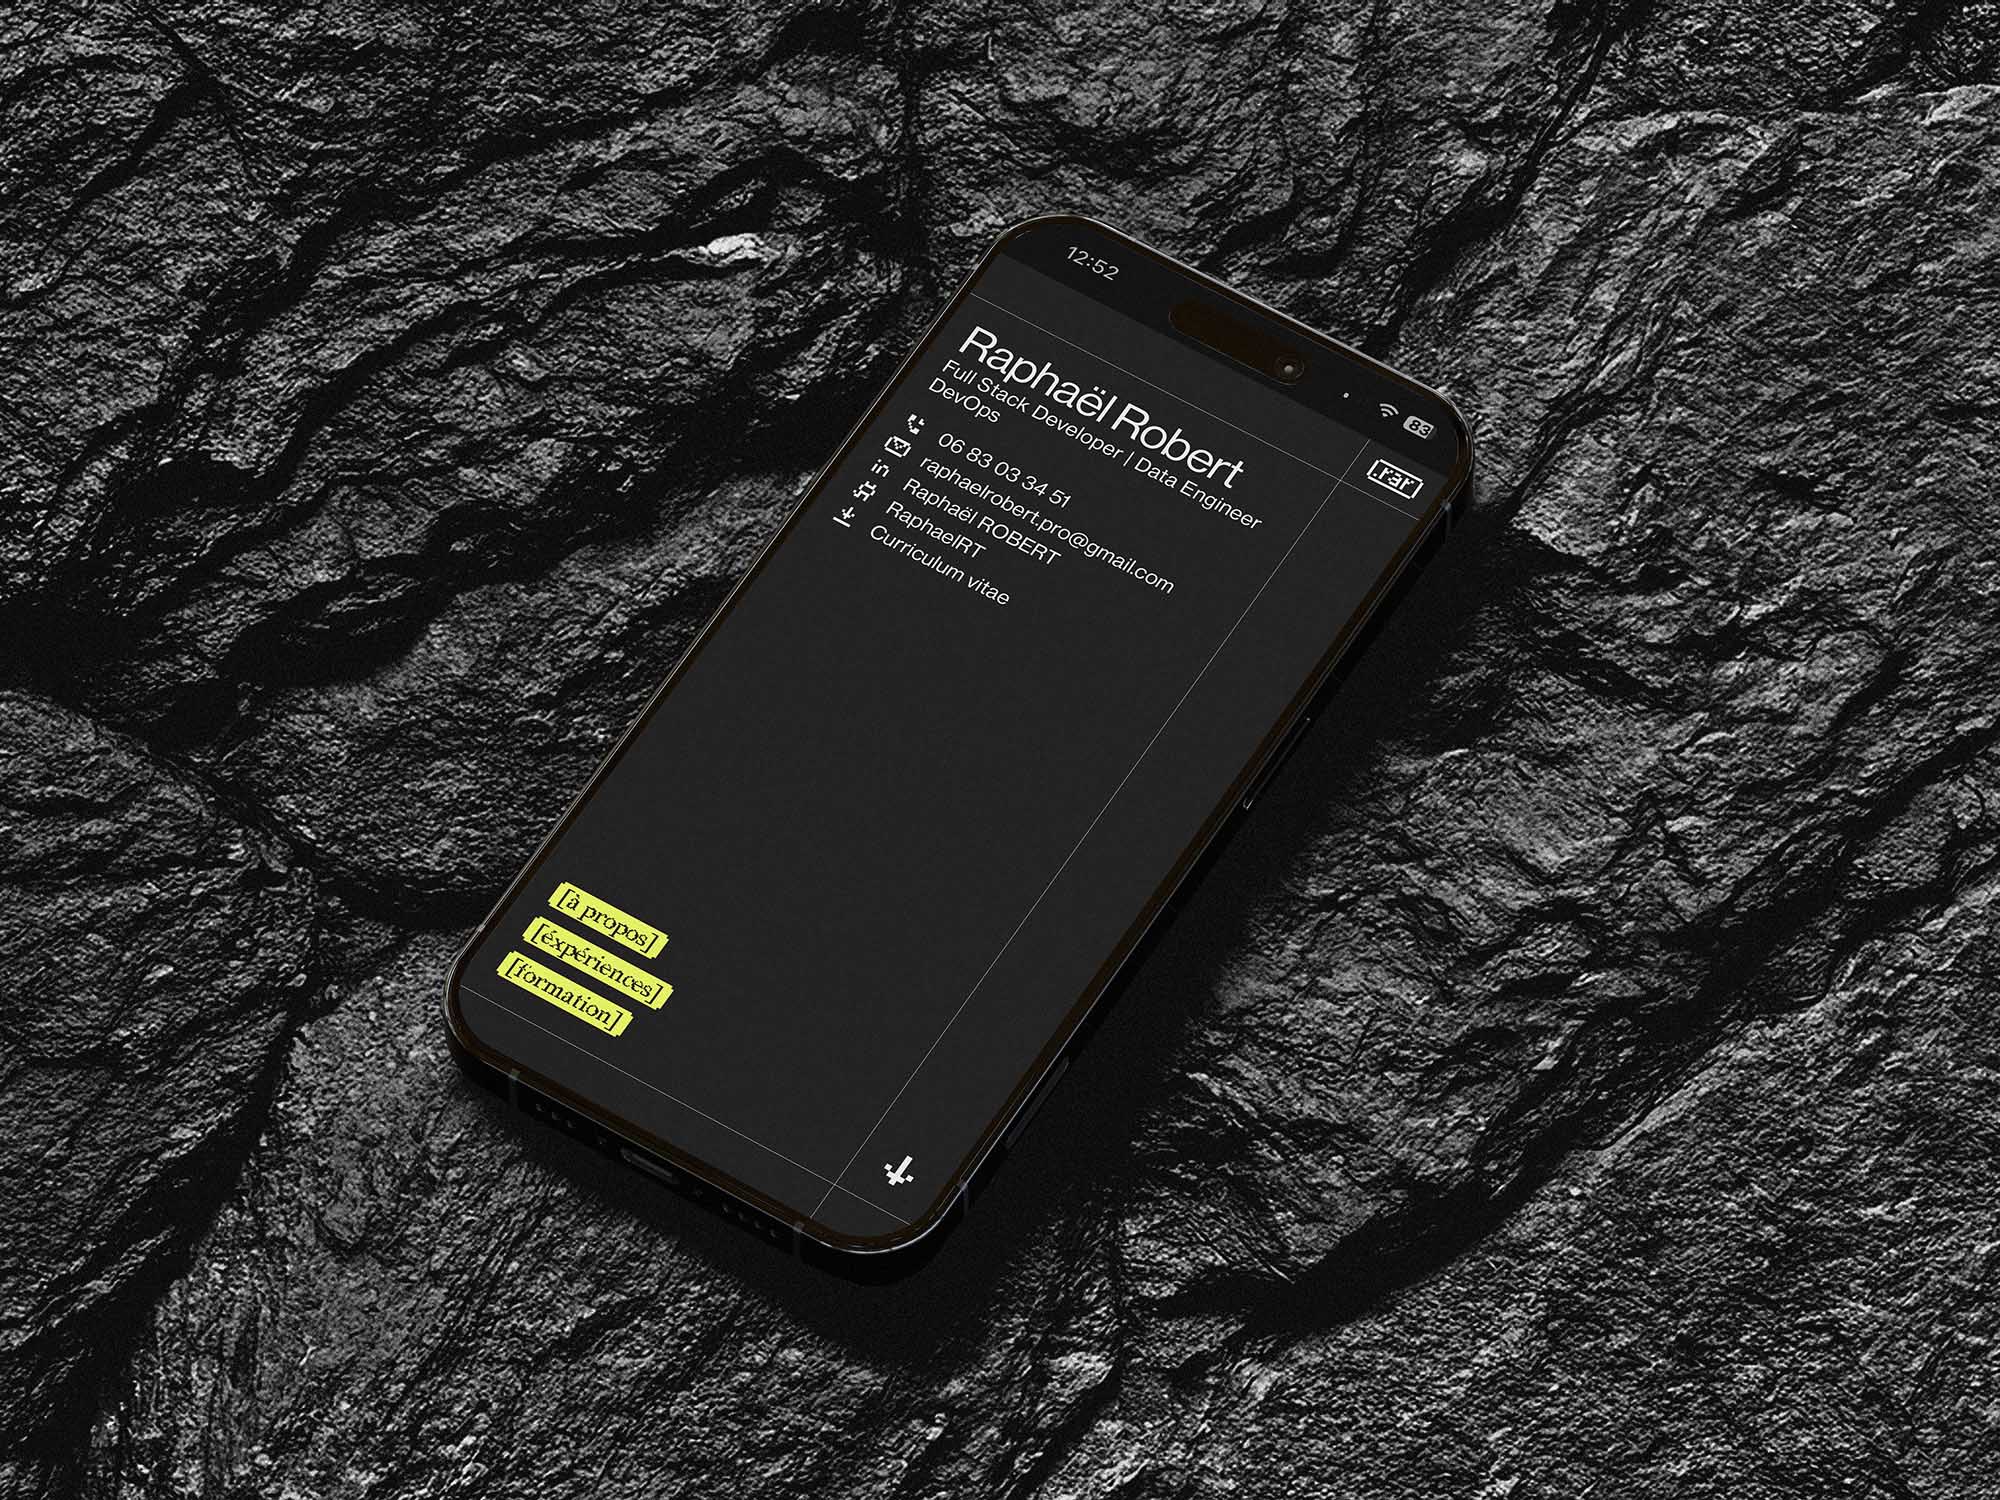 12:52
83
[.rar]
Raphaël Robert
Full Stack Developer | Data Engineer
DevOps
06 83 03 34 51
raphaelrobert.pro@gmail.com
in
Raphaël ROBERT
RaphaelRT
Curriculum vitae
[à propos]
[éxpériences]
[formation]